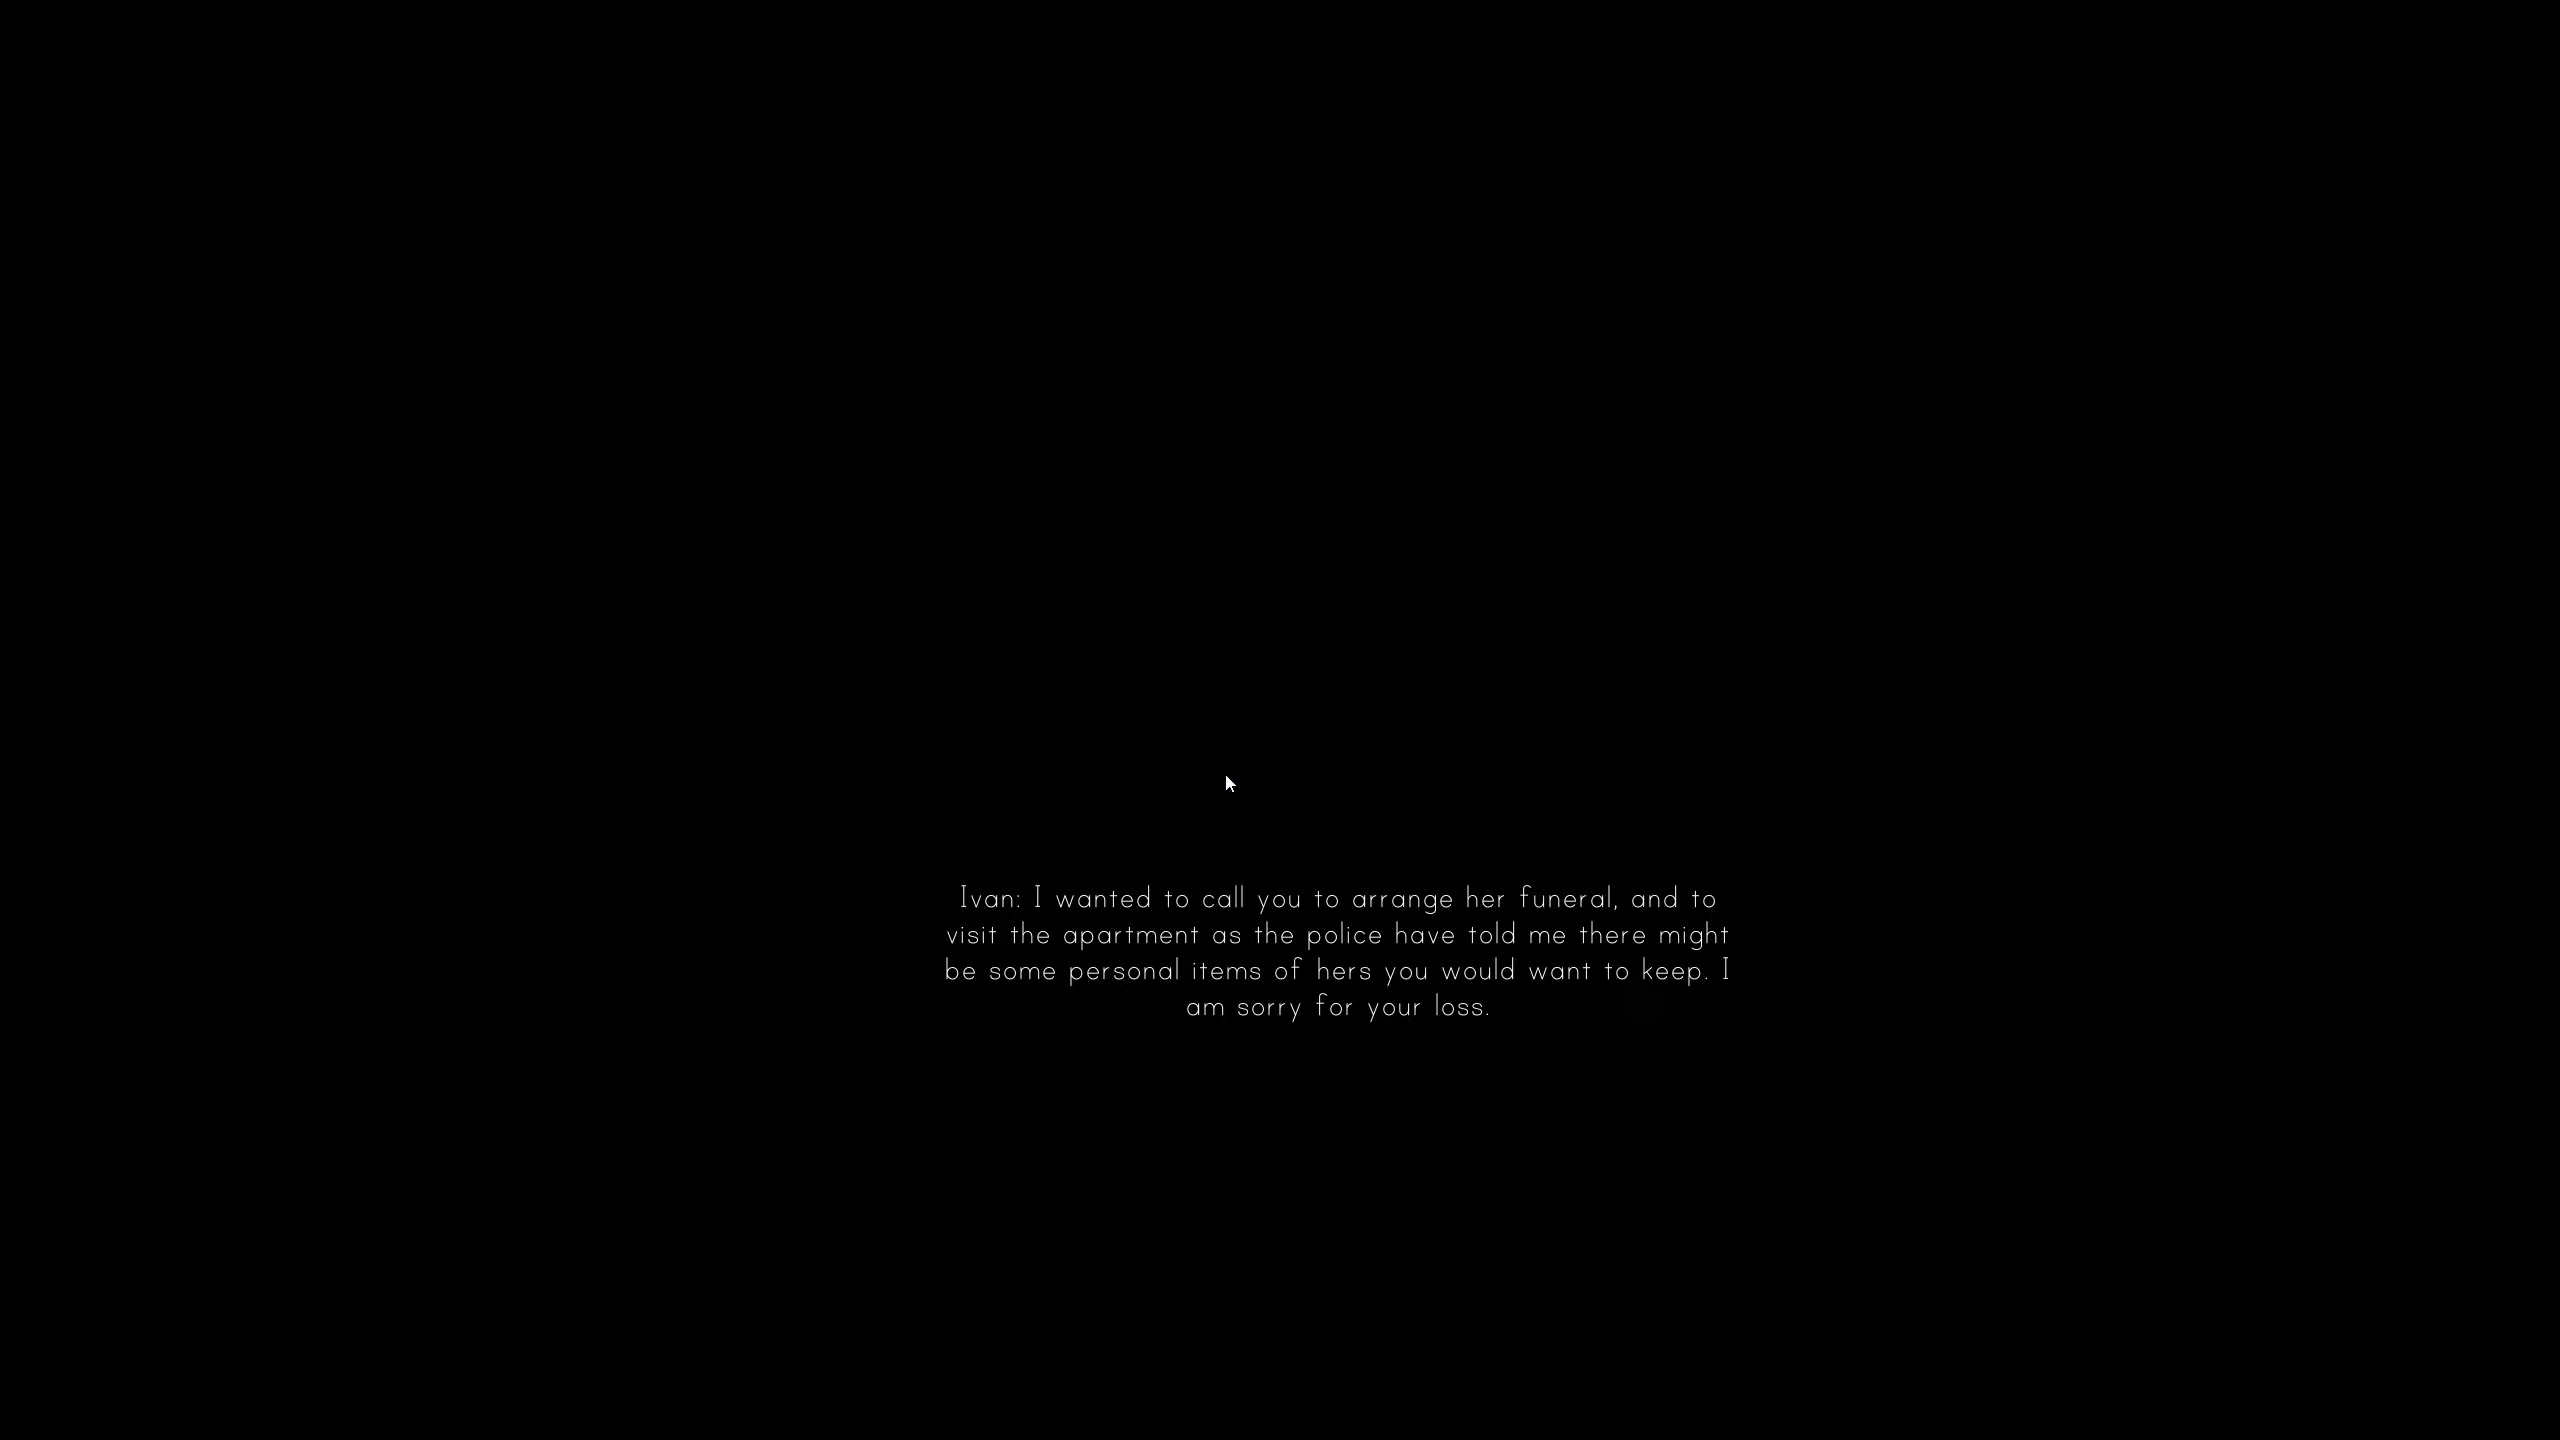 Ivan: I wanted to call you to arrange her funeral, and to
visit the apartment as the police have told me there might
be some personal items of hers you would want to keep. I
am sorry for your loss.